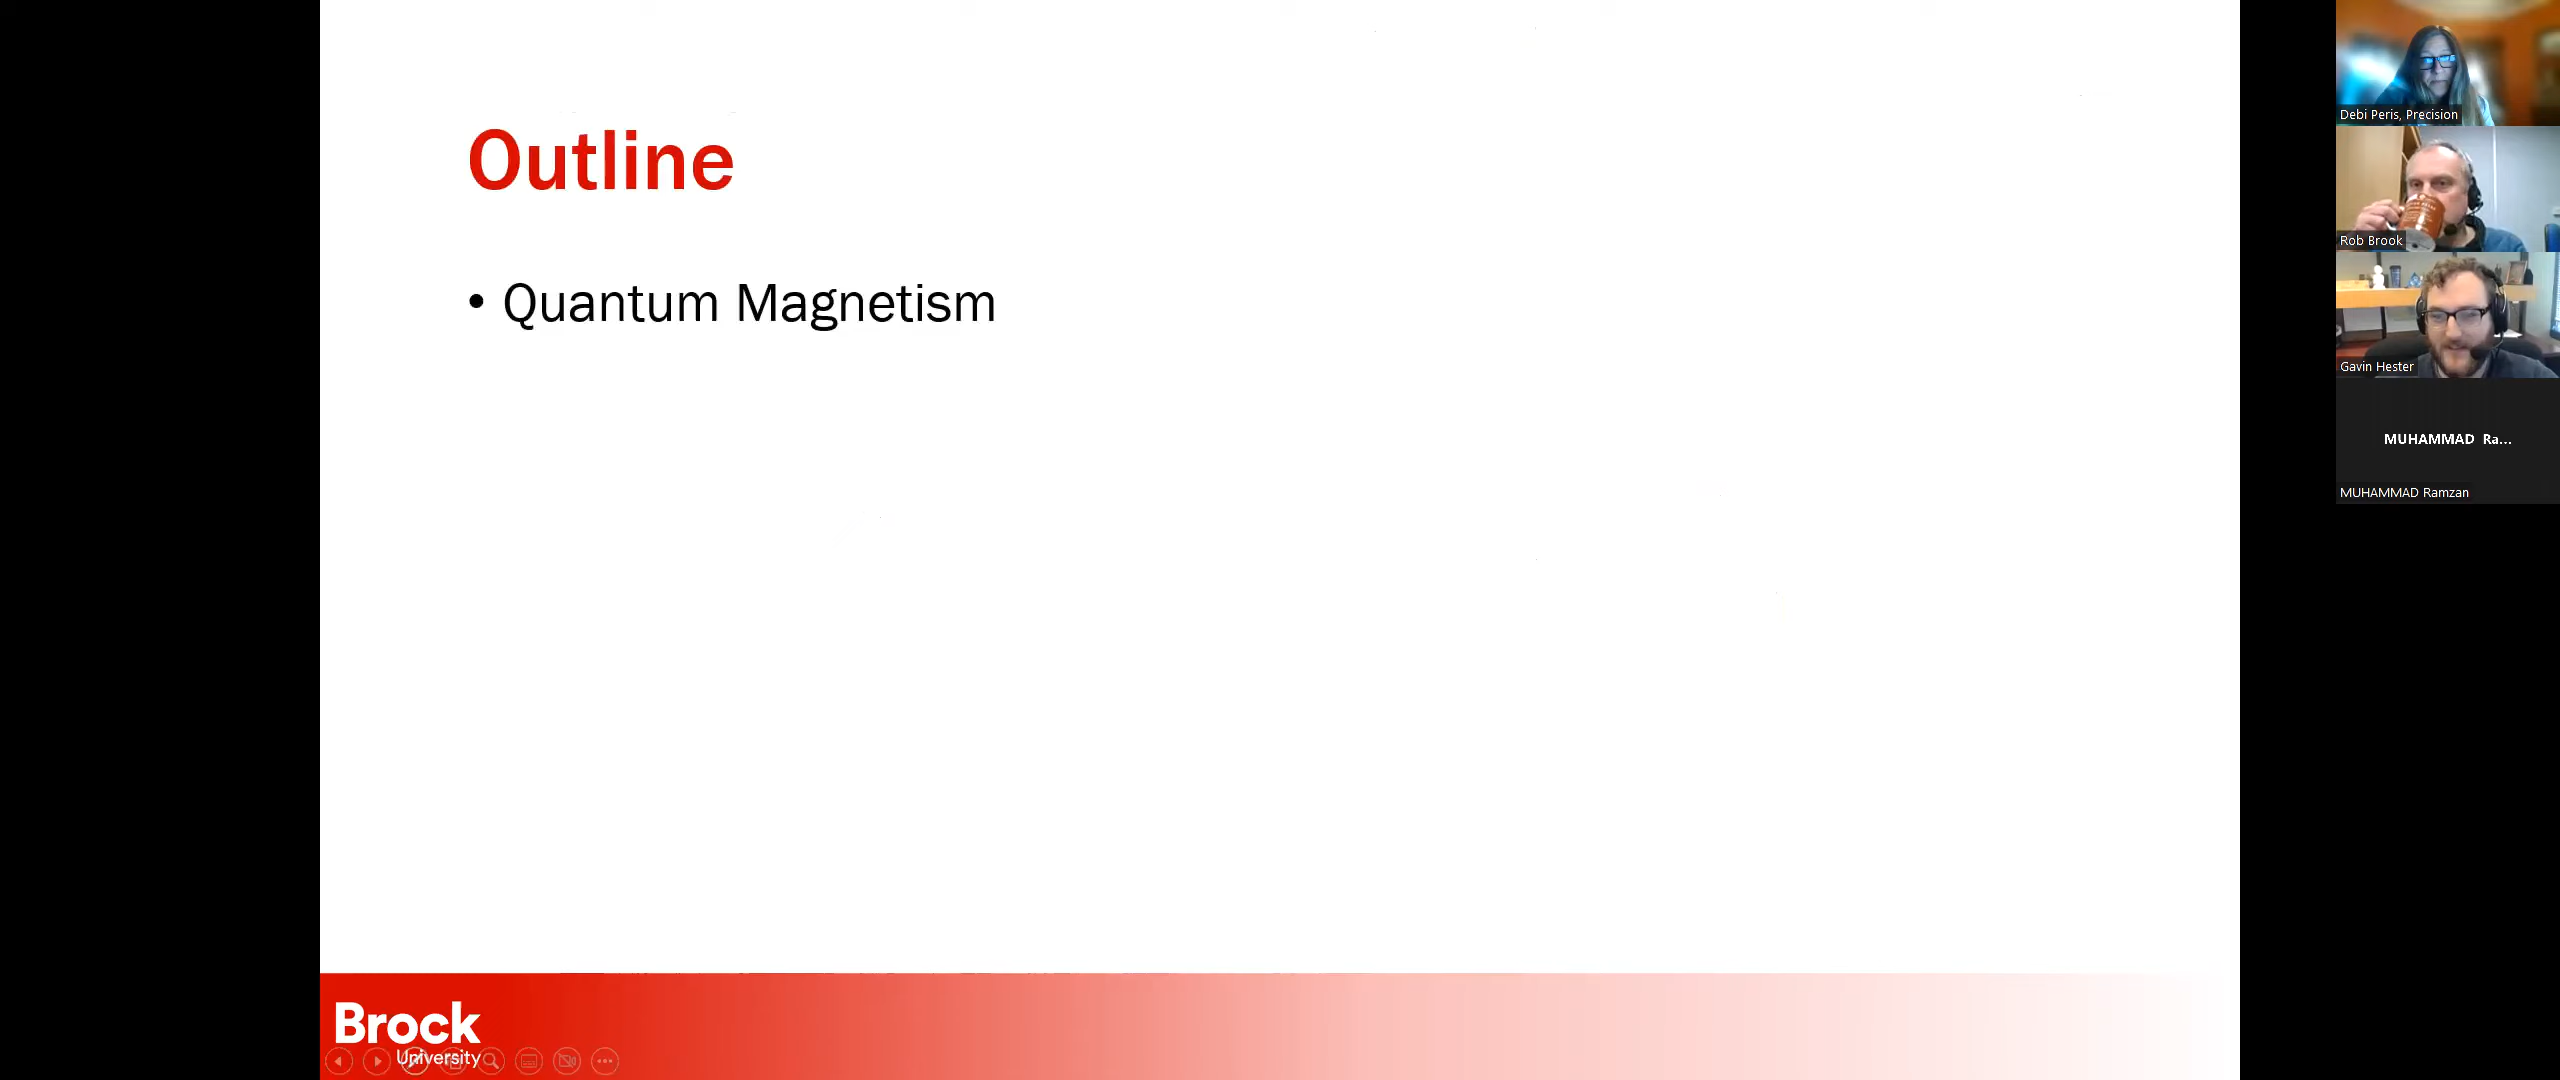 Outline
• Quantum Magnetism
Brock
University
Debi Peris, Precision
Rob Brook
Gavin Hester
MUHAMMAD Ra...
MUHAMMAD Ramzan